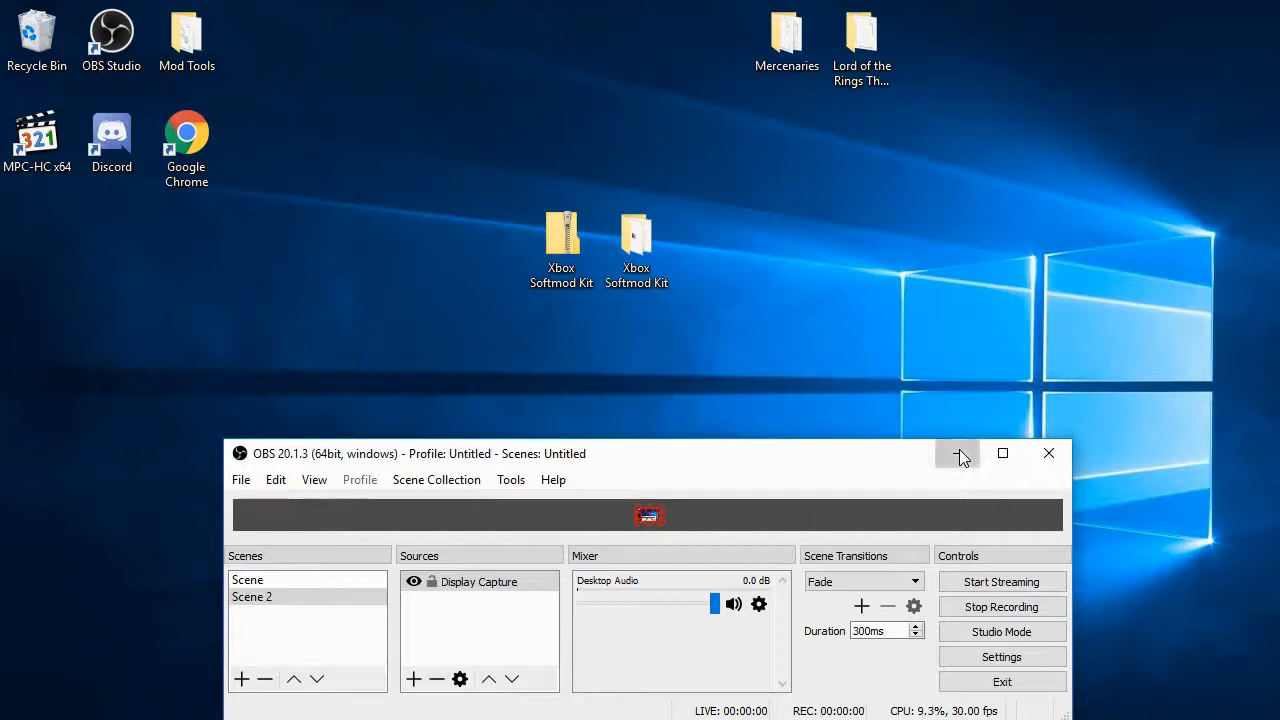 Recycle Bin
OBS Studio
Mod Tools
Mercenaries
Lord of the
Rings Th...
321
MPC-HC x64
Discord
Google
Chrome
Xbox
Softmod Kit
Xbox
Softmod Kit
OBS 20.1.3 (64bit, windows) - Profile: Untitled - Scenes: Untitled
File Edit View Profile Scene Collection Tools Help
Scenes
Sources
Mixer
Scene Transitions
Controls
Scene
Scene 2
Display Capture
Desktop Audio 0.0 dB
Fade
Duration 300ms
Start Streaming
Stop Recording
Studio Mode
Settings
Exit
LIVE: 00:00:00 REC: 00:00:00 CPU: 9.3%, 30.00 fps